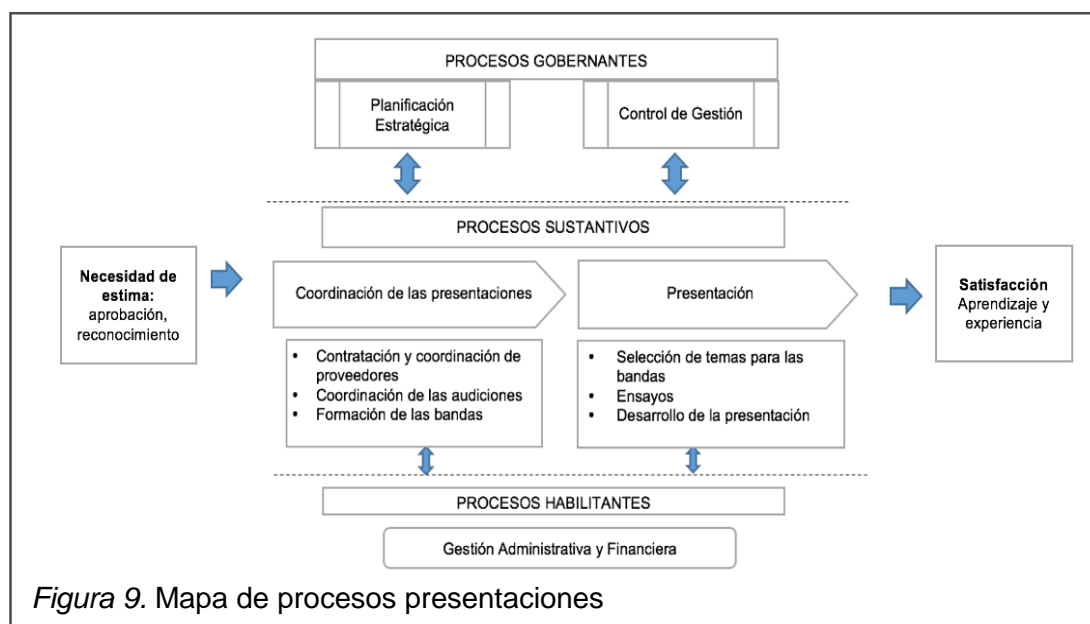 PROCESOS GOBERNANTES
Planificación
Estratégica
Control de Gestión
PROCESOS SUSTANTIVOS
Necesidad de
estima:
aprobación,
reconocimiento
Coordinación de las presentaciones
Presentación
Satisfacción
Aprendizaje y
experiencia
• Contratación y coordinación de
proveedores
• Coordinación de las audiciones
• Formación de las bandas
• Selección de temas para las
bandas
• Ensayos
• Desarrollo de la presentación
PROCESOS HABILITANTES
Gestión Administrativa y Financiera
Figura 9. Mapa de procesos presentaciones